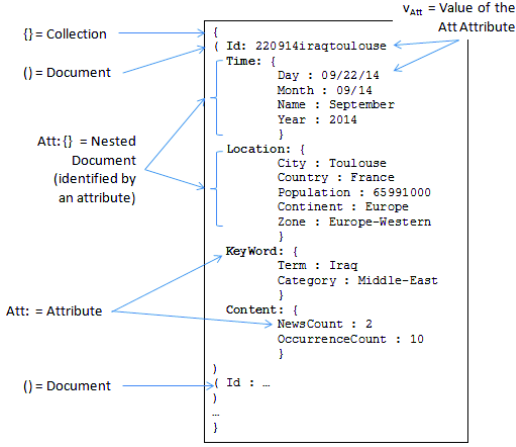 v Att = Value of the
Att Attribute
{} = Collection
() = Document
Att: {} = Nested
Document
(identified by
an attribute)
Att: = Attribute
() = Document
{
( Id: 220914iraqtoulouse
Time: {
Day : 09/22/14
Month : 09/14
Name : September
Year : 2014
}
Location: {
City : Toulouse
Country : France
Population : 65991000
Continent : Europe
Zone : Europe-Western
}
KeyWord: {
Term : Iraq
Category : Middle-East
}
Content: {
NewsCount : 2
OccurrenceCount : 10
}
)
( Id : …
)
…
}